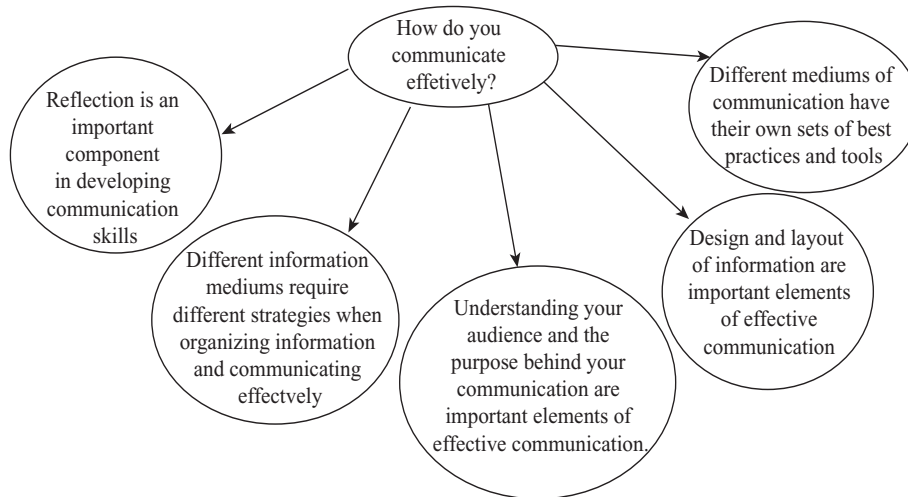 How do you
communicate
effetively?
Reflection is an
important
component
in developing
communication
skills
Different information
mediums require
different strategies when
organizing information
and communicating
effectvely
Understanding your
audience and the
purpose behind your
communication are
important elements of
effective communication.
Design and layout
of information are
important elements
of effective
communication
Different mediums of
communication have
their own sets of best
practices and tools